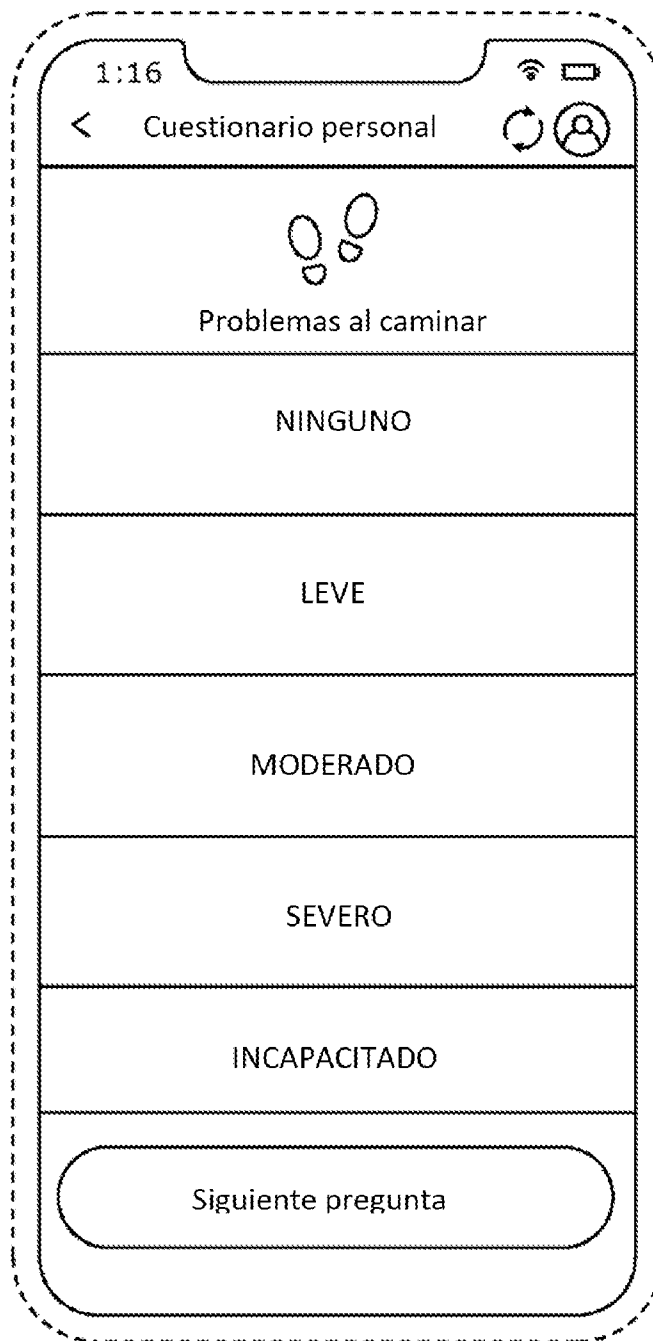 1:16
Cuestionario personal
Problemas al caminar
NINGUNO
LEVE
MODERADO
SEVERO
INCAPACITADO
Siguiente pregunta